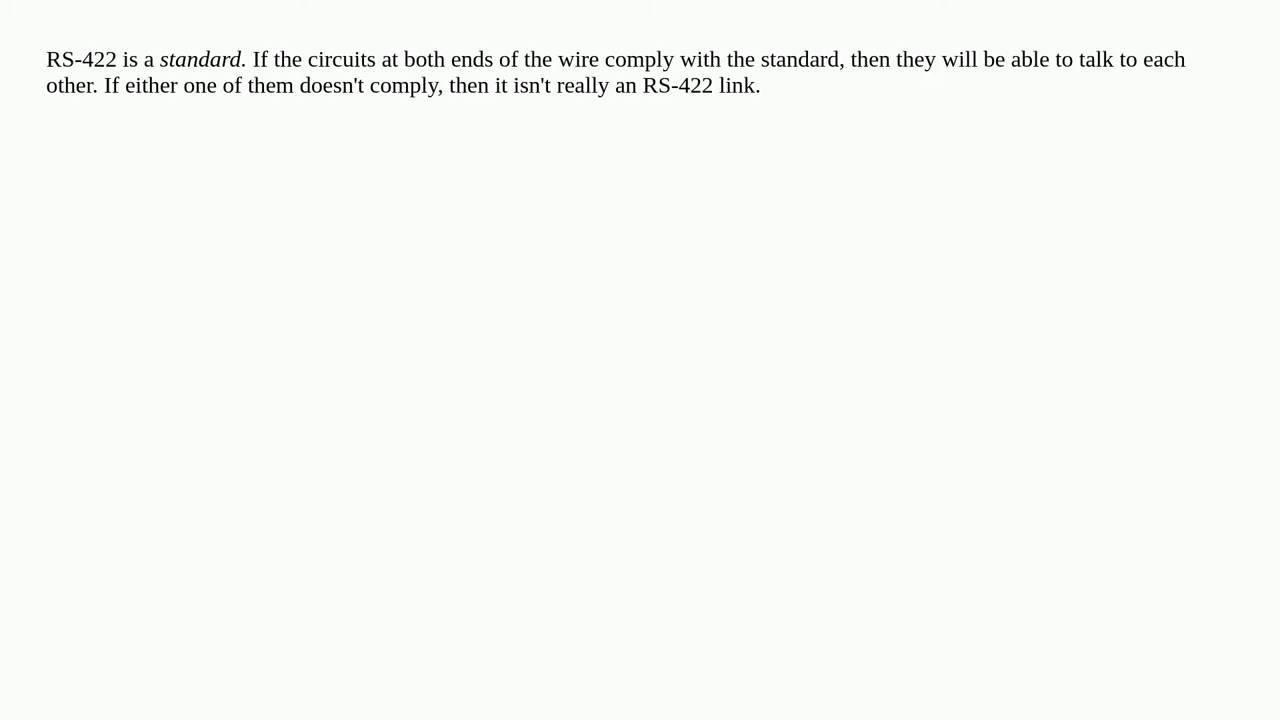 RS-422 is a standard. If the circuits at both ends of the wire comply with the standard, then they will be able to talk to each
other. If either one of them doesn't comply, then it isn't really an RS-422 link.